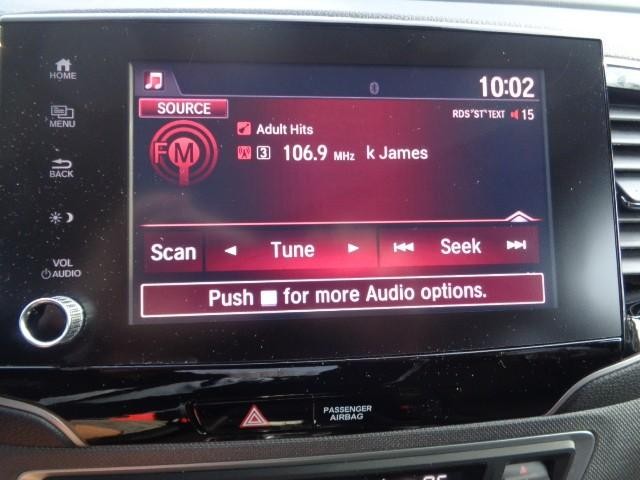 HOME
MENU
BACK
VOL
AUDIO
10:02
SOURCE
RDS "ST" TEXT 15
FM
Adult Hits
3 106.9 MHz k James
Scan Tune Seek
Push for more Audio options.
PASSENGER
AIRBAG